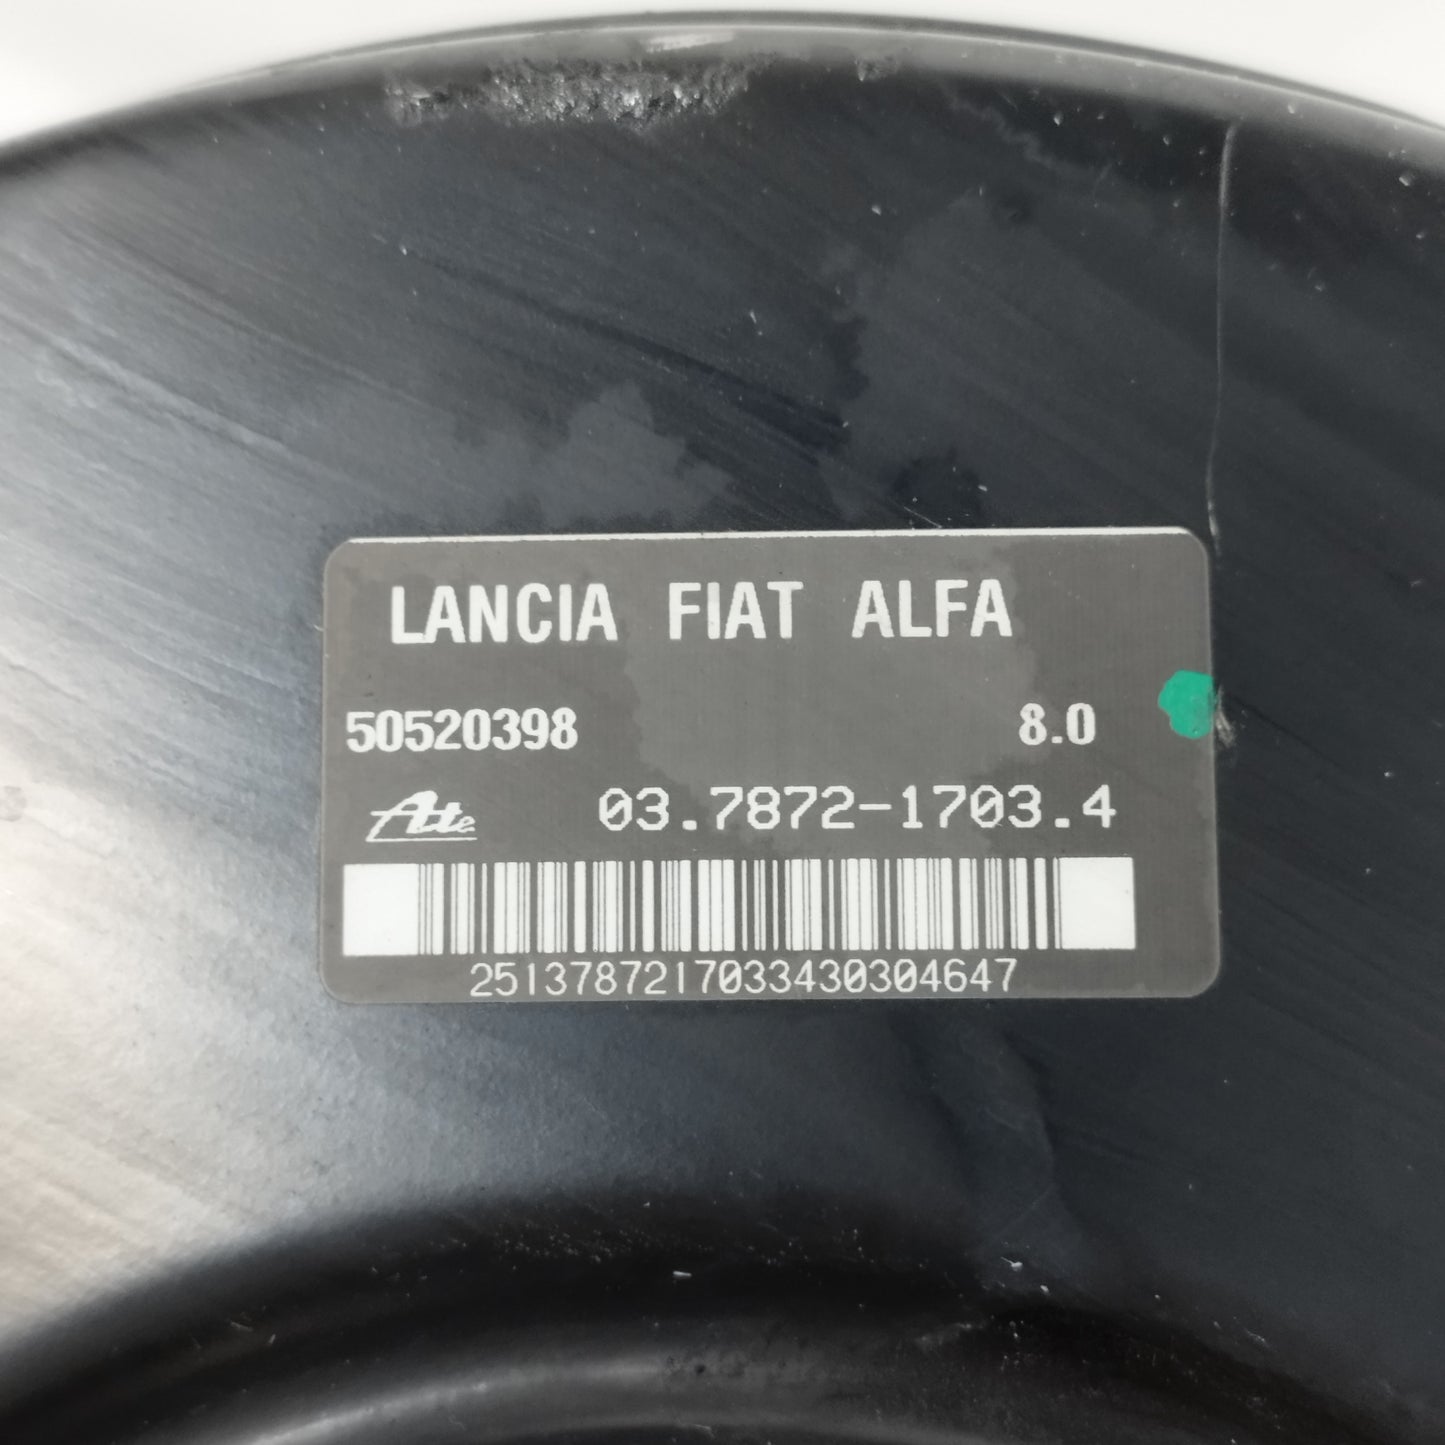 LANCIA FIAT ALFA
50520398 8.0
Ate 03.7872-1703.4
2513787217033430304647